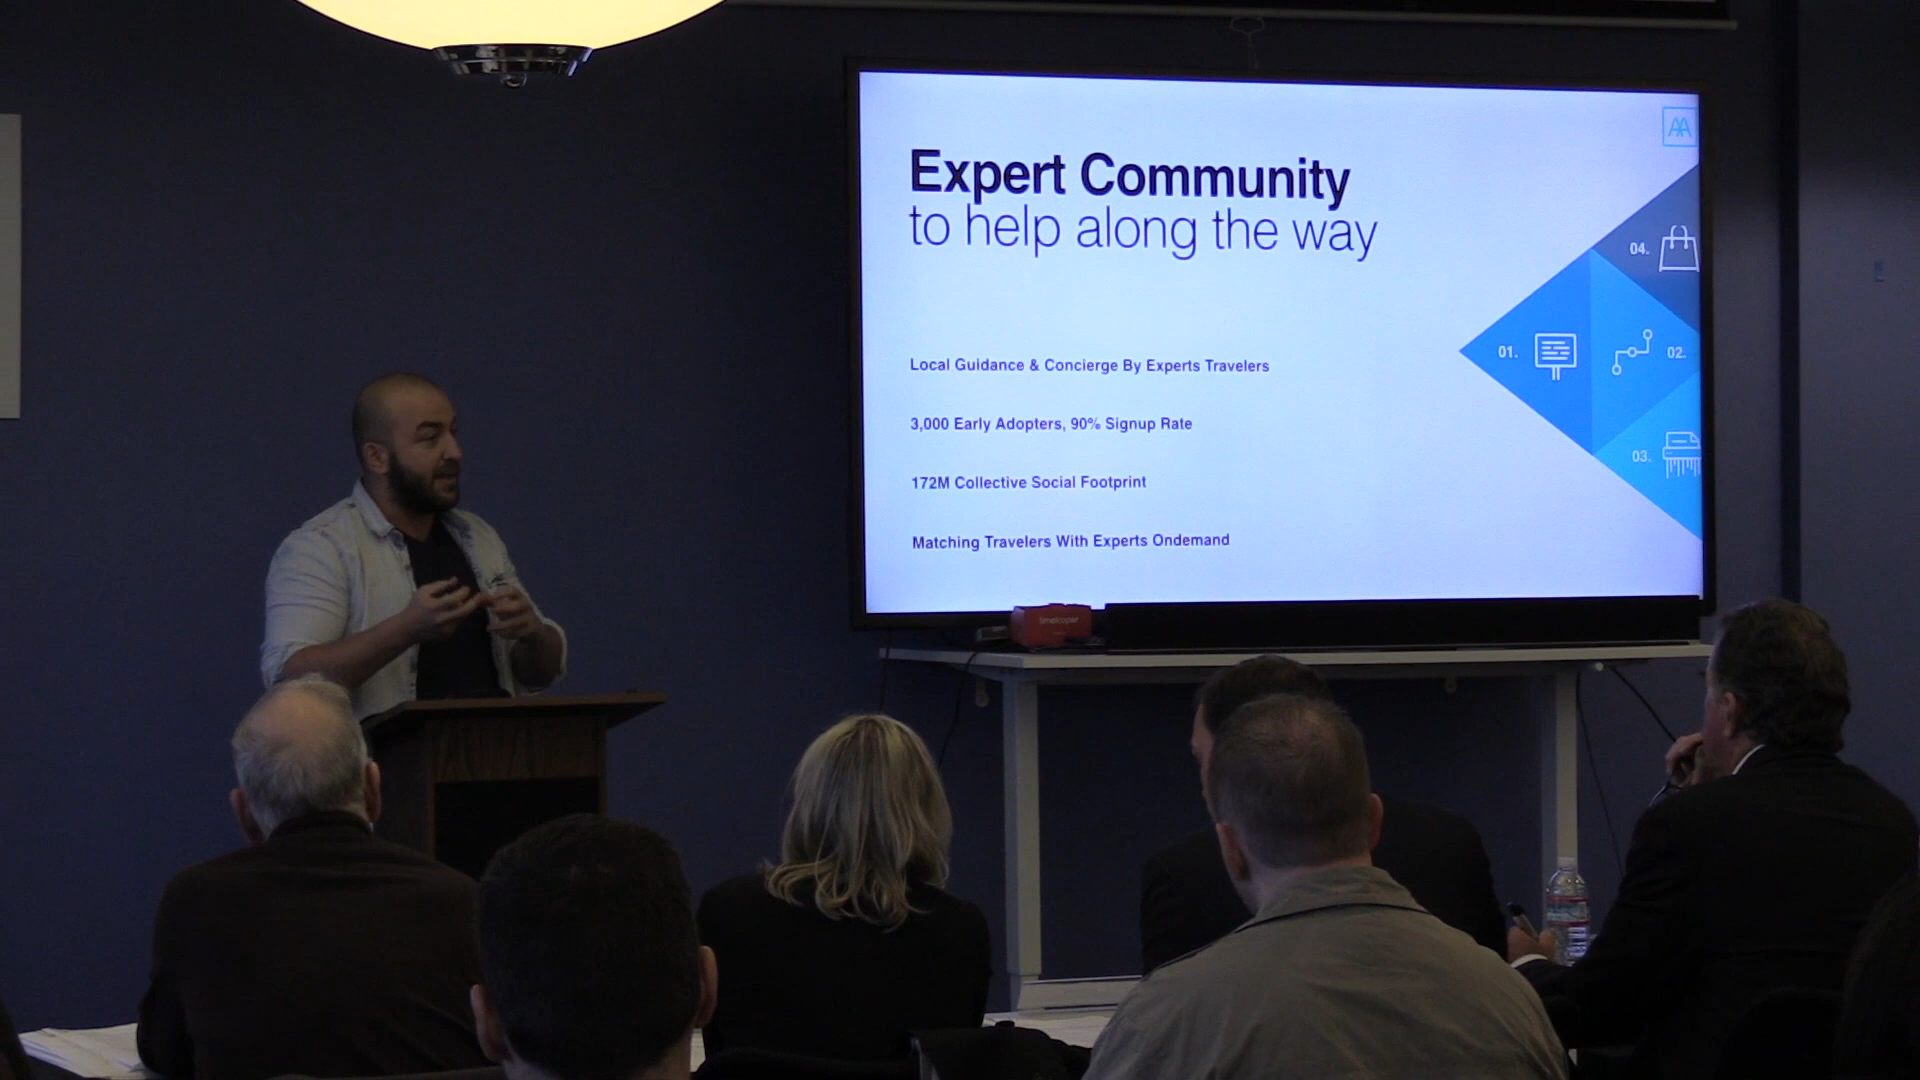 AA
Expert Community
to help along the way
04.
01.
02.
Local Guidance & Concierge By Experts Travelers
3,000 Early Adopters, 90% Signup Rate
03.
172M Collective Social Footprint
Matching Travelers With Experts Ondemand